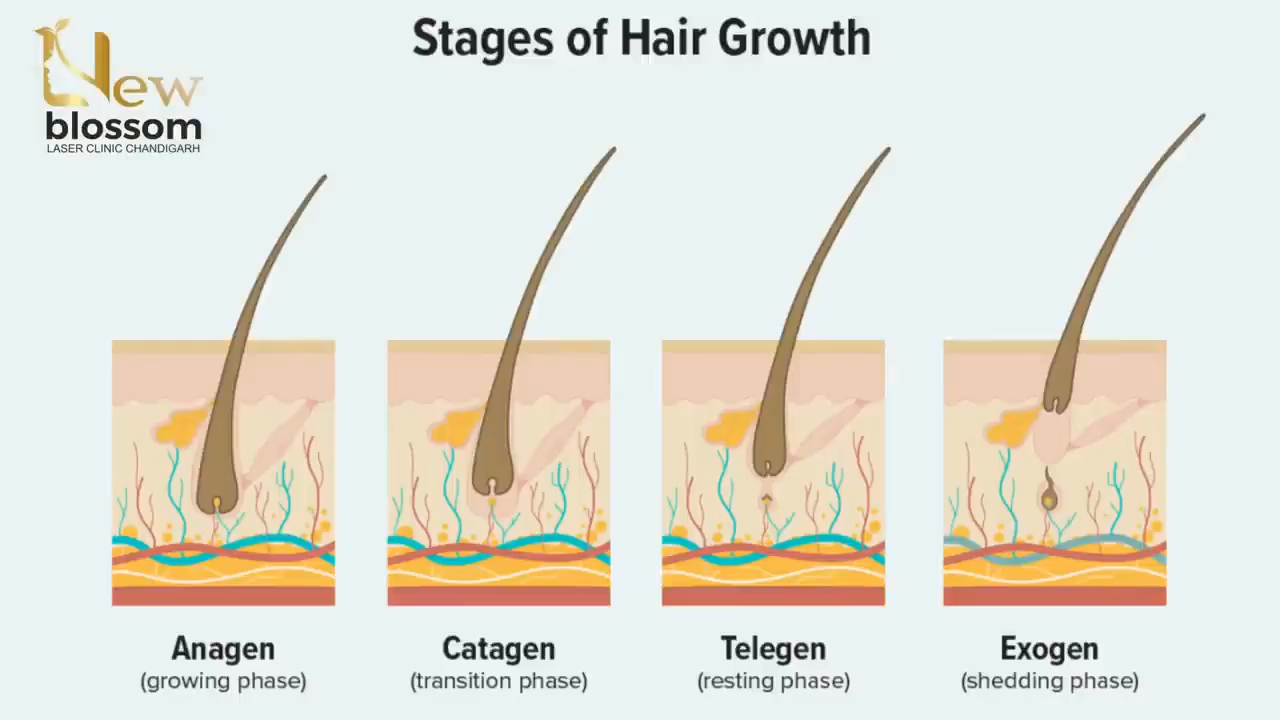 Stages of Hair Growth
New
blossom
LASER CLINIC CHANDIGARH
Anagen
(growing phase)
Catagen
(transition phase)
Telegen
(resting phase)
Exogen
(shedding phase)